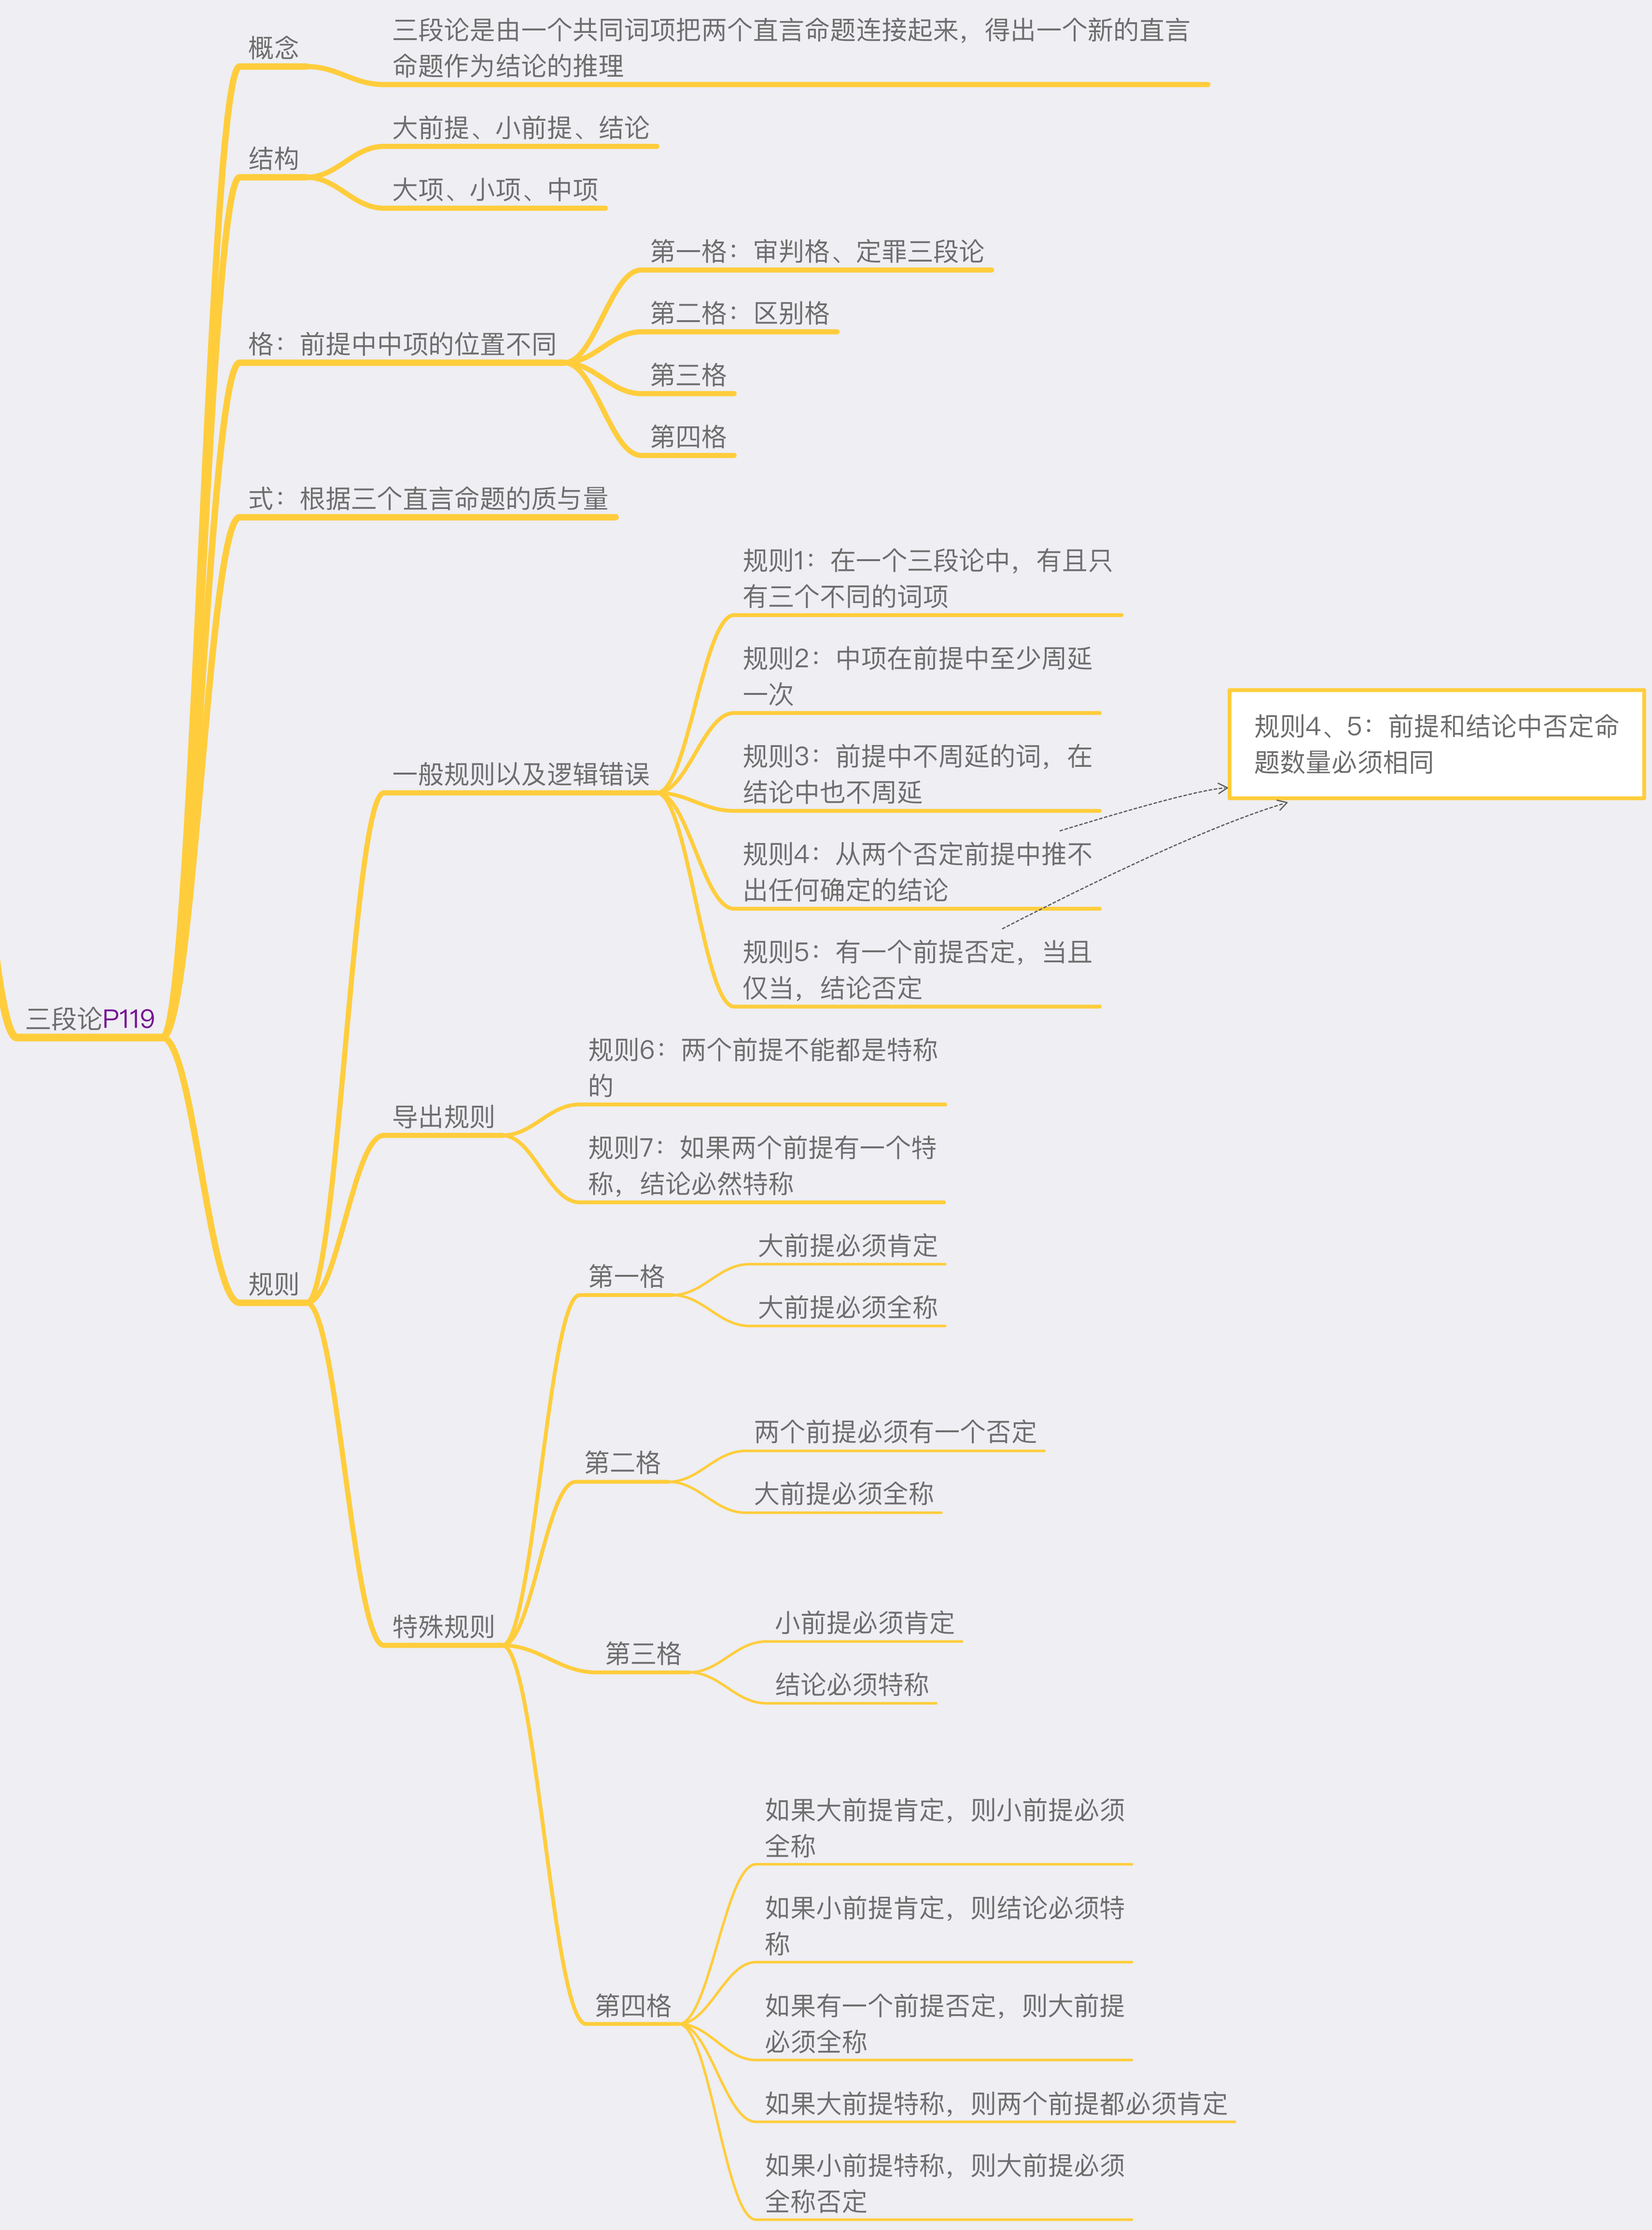 概念
三段论是由一个共同词项把两个直言命题连接起来，得出一个新的直言
命题作为结论的推理
结构
大前提、小前提、结论
大项、小项、中项
格：前提中中项的位置不同
第一格：审判格、定罪三段论
第二格：区别格
第三格
第四格
式：根据三个直言命题的质与量
一般规则以及逻辑错误
规则1：在一个三段论中，有且只
有三个不同的词项
规则2：中项在前提中至少周延
一次
规则3：前提中不周延的词，在
结论中也不周延
规则4：从两个否定前提中推不
出任何确定的结论
规则5：有一个前提否定，当且
仅当，结论否定
规则4、5：前提和结论中否定命
题数量必须相同
三段论P119
导出规则
规则6：两个前提不能都是特称
的
规则7：如果两个前提有一个特
称，结论必然特称
规则
特殊规则
第一格
大前提必须肯定
大前提必须全称
第二格
两个前提必须有一个否定
大前提必须全称
第三格
小前提必须肯定
结论必须特称
第四格
如果大前提肯定，则小前提必须
全称
如果小前提肯定，则结论必须特
称
如果有一个前提否定，则大前提
必须全称
如果大前提特称，则两个前提都必须肯定
如果小前提特称，则大前提必须
全称否定